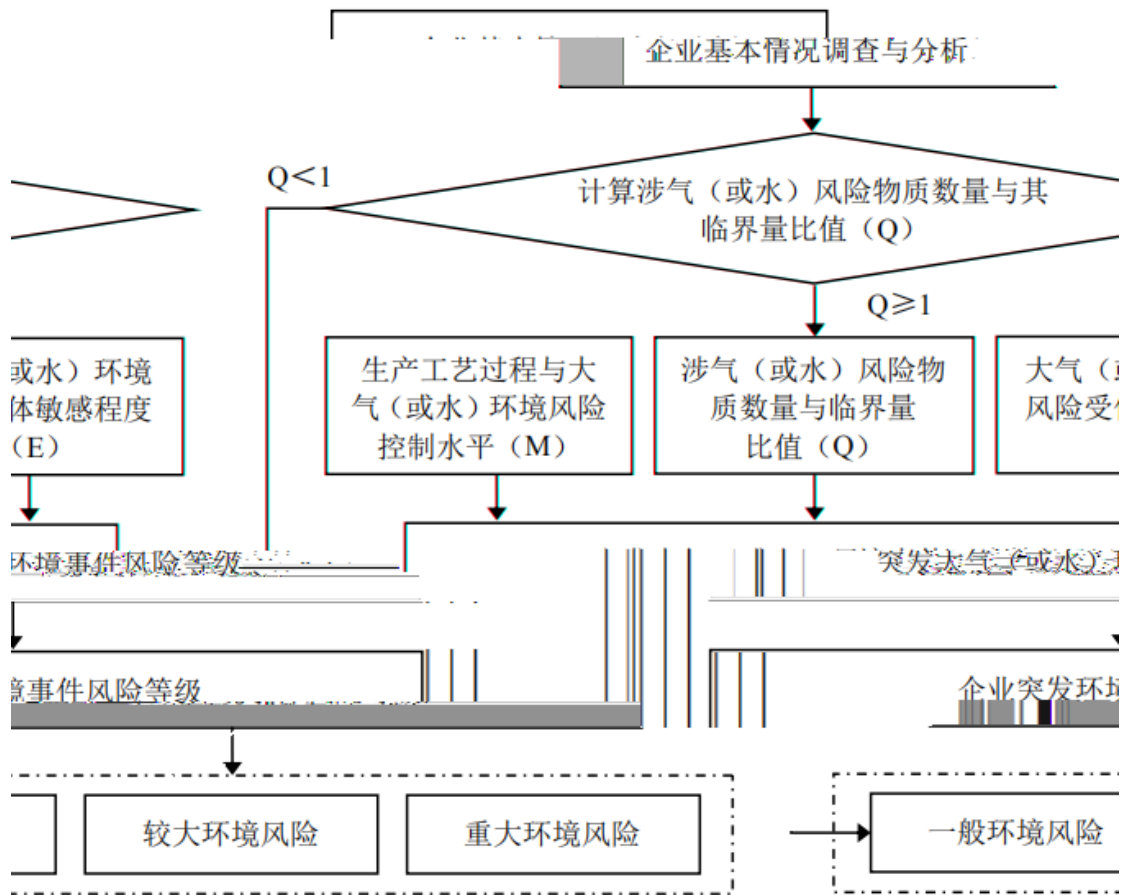 企业基本情况调查与分析
Q<1
计算涉气（或水）风险物质数量与其
临界量比值（Q）
Q≥1
或水）环境
体敏感程度
（E）
生产工艺过程与大
气（或水）环境风险
控制水平（M）
涉气（或水）风险物
质数量与临界量
比值（Q）
大气（
风险受
环境事件风险等级
突发大气（或水）
境事件风险等级
企业突发环境
较大环境风险
重大环境风险
一般环境风险